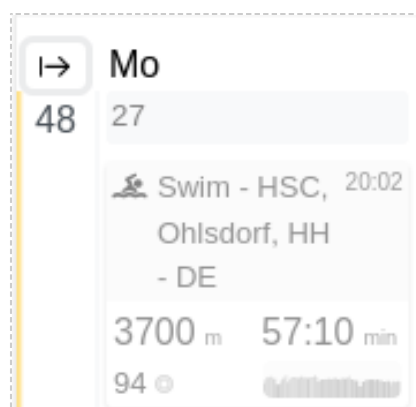 Mo
48 27
Swim - HSC, 20:02
Ohlsdorf, HH
- DE
3700 m 57:10 min
94